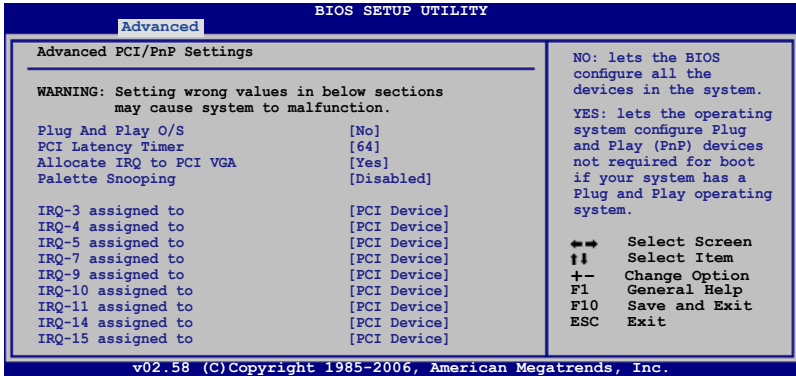 BIOS SETUP UTILITY
Advanced
Advanced PCI/PnP Settings
WARNING: Setting wrong values in below sections
may cause system to malfunction.
Plug And Play O/S [No]
PCI Latency Timer [64]
Allocate IRQ to PCI VGA [Yes]
Palette Snooping [Disabled]
IRQ-3 assigned to [PCI Device]
IRQ-4 assigned to [PCI Device]
IRQ-5 assigned to [PCI Device]
IRQ-7 assigned to [PCI Device]
IRQ-9 assigned to [PCI Device]
IRQ-10 assigned to [PCI Device]
IRQ-11 assigned to [PCI Device]
IRQ-14 assigned to [PCI Device]
IRQ-15 assigned to [PCI Device]
NO: lets the BIOS
configure all the
devices in the system.
YES: lets the operating
system configure Plug
and Play (PnP) devices
not required for boot
if your system has a
Plug and Play operating
system.
←→ Select Screen
↑↓ Select Item
+- Change Option
F1 General Help
F10 Save and Exit
ESC Exit
v02.58 (C)Copyright 1985-2006, American Megatrends, Inc.